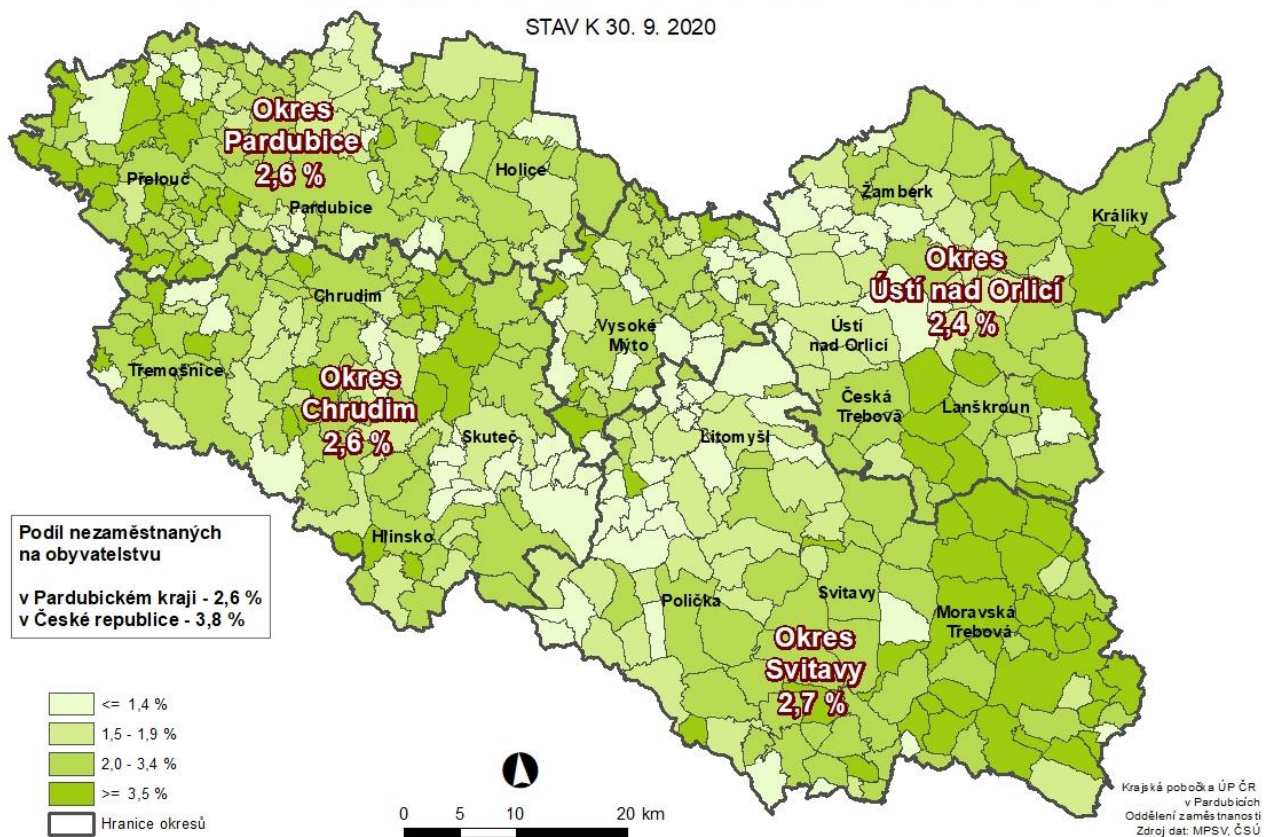 STAV K 30. 9. 2020
Okres
Pardubice
2,6 %
Přelouč
Pardubice
Holice
Žamberk
Králíky
Okres
Ústí nad Orlicí
2,4 %
Chrudim
Vysoké
Mýto
Ústí
nad Orlicí
Třemošnice
Okres
Chrudim
2,6 %
Česká
Třebová
Lanškroun
Skuteč
Litomyšl
Hlinsko
Podíl nezaměstnaných
na obyvatelstvu
v Pardubickém kraji - 2,6 %
v České republice - 3,8 %
Polička
Svitavy
Moravská
Třebová
Okres
Svitavy
2,7 %
<= 1,4 %
1,5 - 1,9 %
2,0 - 3,4 %
>= 3,5 %
Hranice okresů
0 5 10 20 km
Krajská pobočka ÚP ČR
v Pardubicích
Oddělení zaměstnanosti
Zdroj dat: MPSV, ČSÚ